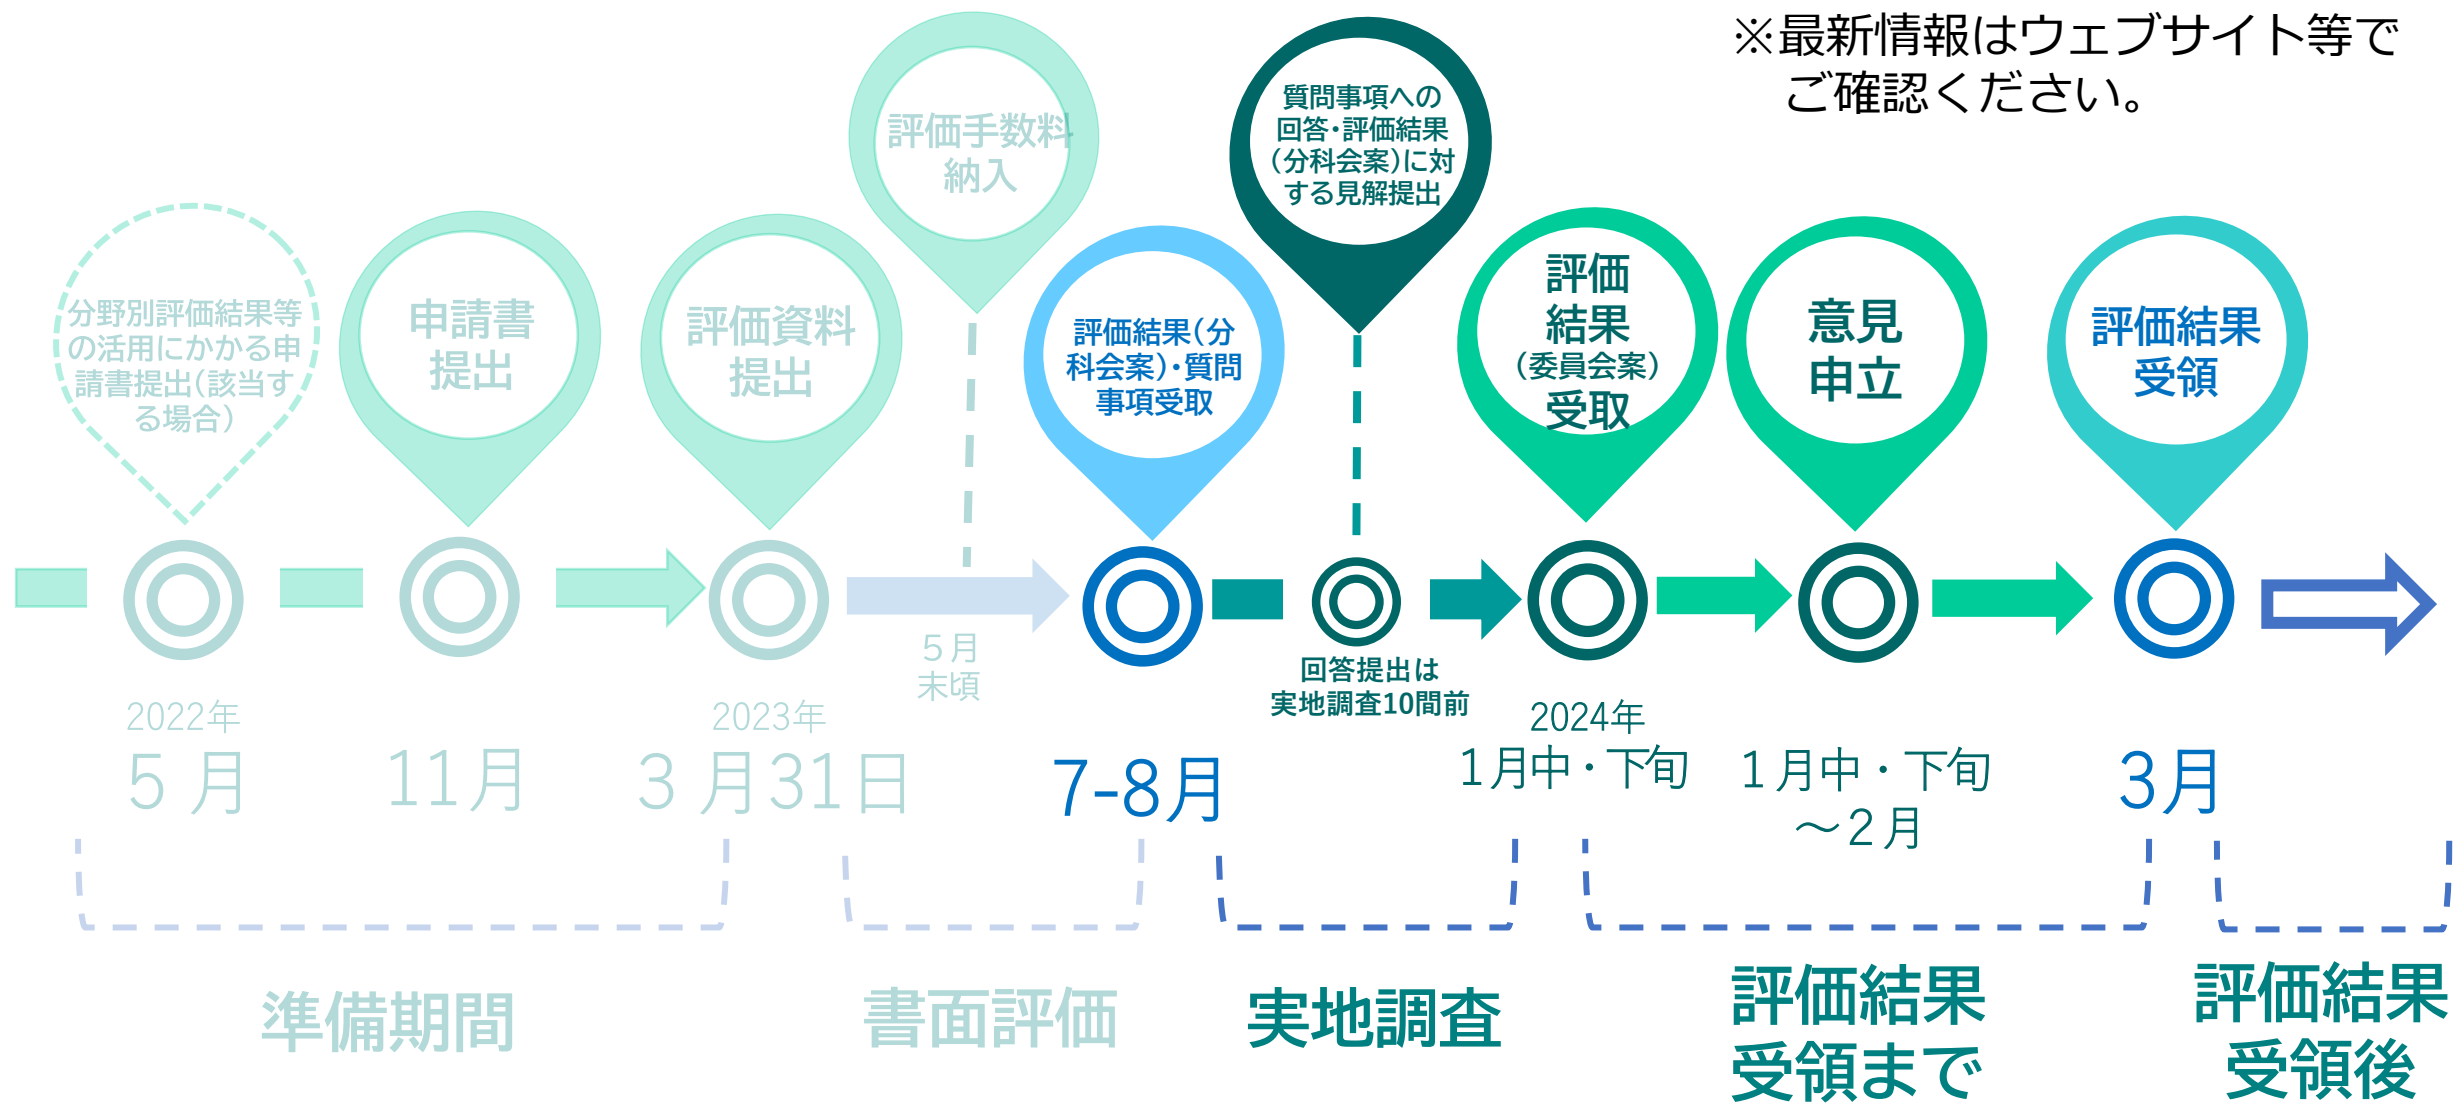 ※最新情報はウェブサイト等で
ご確認ください。
分野別評価結果等
の活用にかかる申
請書提出(該当す
る場合)
申請書
提出
評価資料
提出
評価手数料
納入
評価結果(分
科会案)・質問
事項受取
質問事項への
回答・評価結果
(分科会案)に対
する見解提出
評価
結果
(委員会案)
受取
意見
申立
評価結果
受領
2022年
5月
11月
2023年
3月31日
5月
末頃
7-8月
回答提出は
実地調査10間前
2024年
1月中・下旬
1月中・下旬
～2月
3月
準備期間
書面評価
実地調査
評価結果
受領まで
評価結果
受領後